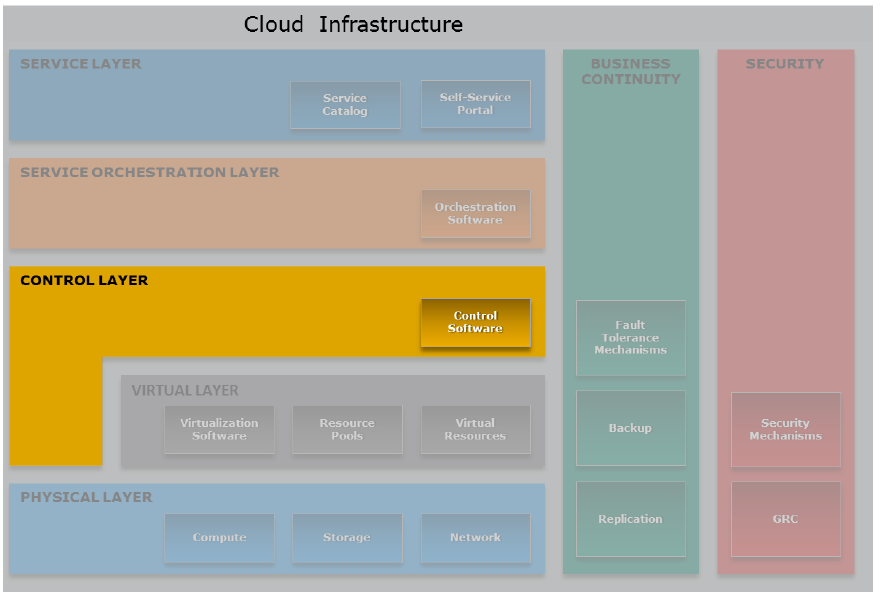 Cloud Infrastructure
SERVICE LAYER
Service
Catalog
Self-Service
Portal
SERVICE ORCHESTRATION LAYER
Orchestration
Software
CONTROL LAYER
Control
Software
VIRTUAL LAYER
Virtualization
Software
Resource
Pools
Virtual
Resources
PHYSICAL LAYER
Compute
Storage
Network
BUSINESS
CONTINUITY
Fault
Tolerance
Mechanisms
Backup
Replication
SECURITY
Security
Mechanisms
GRC